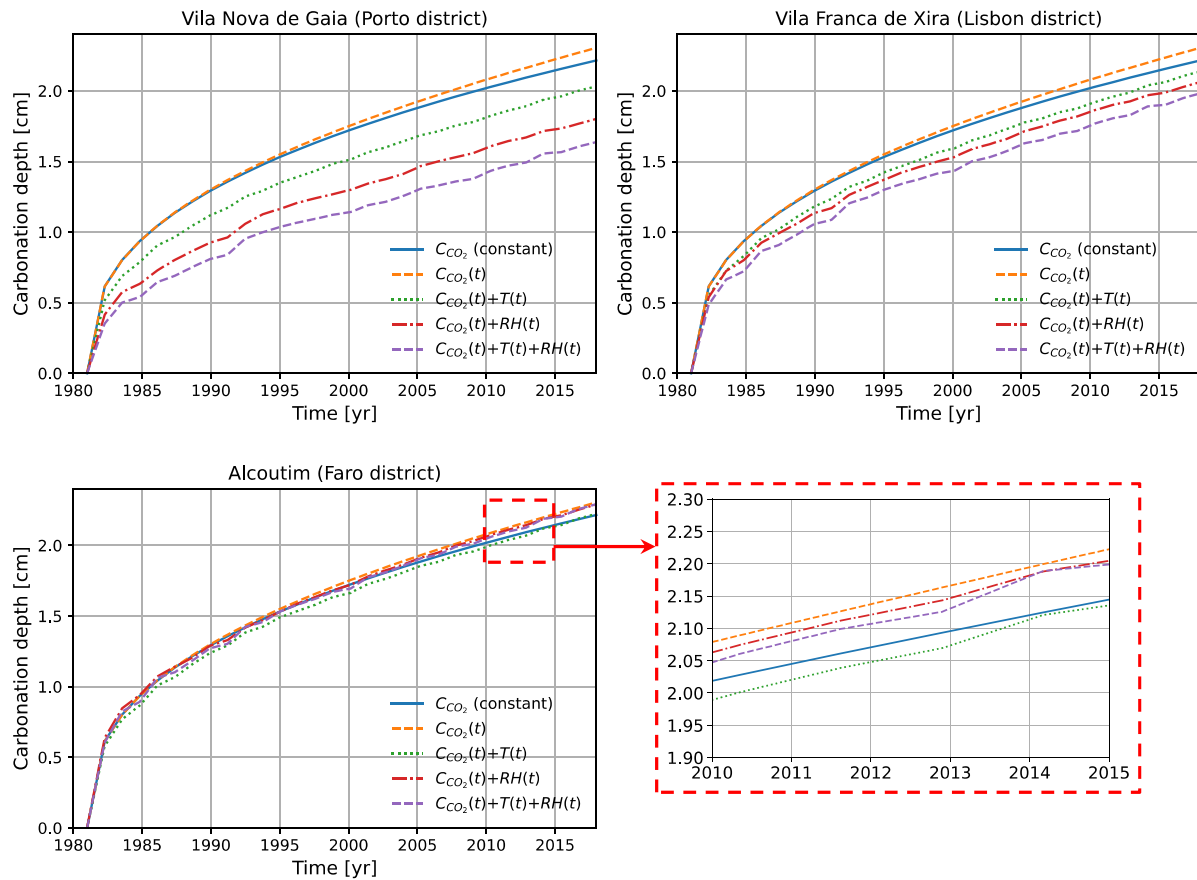 Vila Nova de Gaia (Porto district)
Carbonation depth [cm]
2.0
1.5
1.0
0.5
0.0
C_CO2 (constant)
C_CO2(t)
C_CO2(t)+T(t)
C_CO2(t)+RH(t)
C_CO2(t)+T(t)+RH(t)
1980 1985 1990 1995 2000 2005 2010 2015
Time [yr]
Vila Franca de Xira (Lisbon district)
Carbonation depth [cm]
2.0
1.5
1.0
0.5
0.0
C_CO2 (constant)
C_CO2(t)
C_CO2(t)+T(t)
C_CO2(t)+RH(t)
C_CO2(t)+T(t)+RH(t)
1980 1985 1990 1995 2000 2005 2010 2015
Time [yr]
Alcoutim (Faro district)
Carbonation depth [cm]
2.0
1.5
1.0
0.5
0.0
C_CO2 (constant)
C_CO2(t)
C_CO2(t)+T(t)
C_CO2(t)+RH(t)
C_CO2(t)+T(t)+RH(t)
1980 1985 1990 1995 2000 2005 2010 2015
Time [yr]
2.30
2.25
2.20
2.15
2.10
2.05
2.00
1.95
1.90
2010 2011 2012 2013 2014 2015